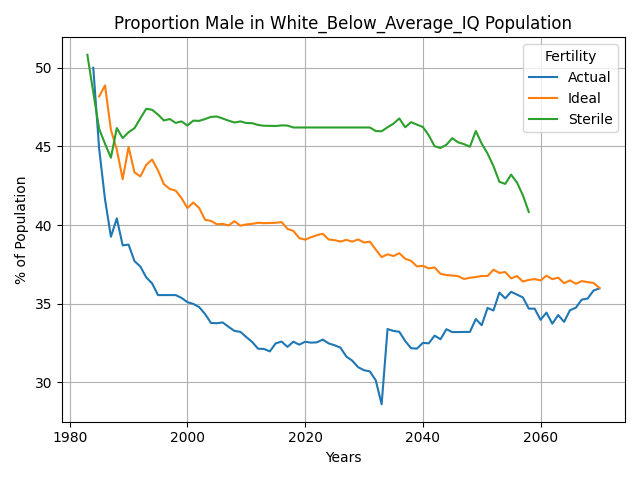 Proportion Male in White_Below_Average_IQ Population
Fertility
Actual
Ideal
Sterile
% of Population
50
45
40
35
30
1980
2000
2020
2040
2060
Years